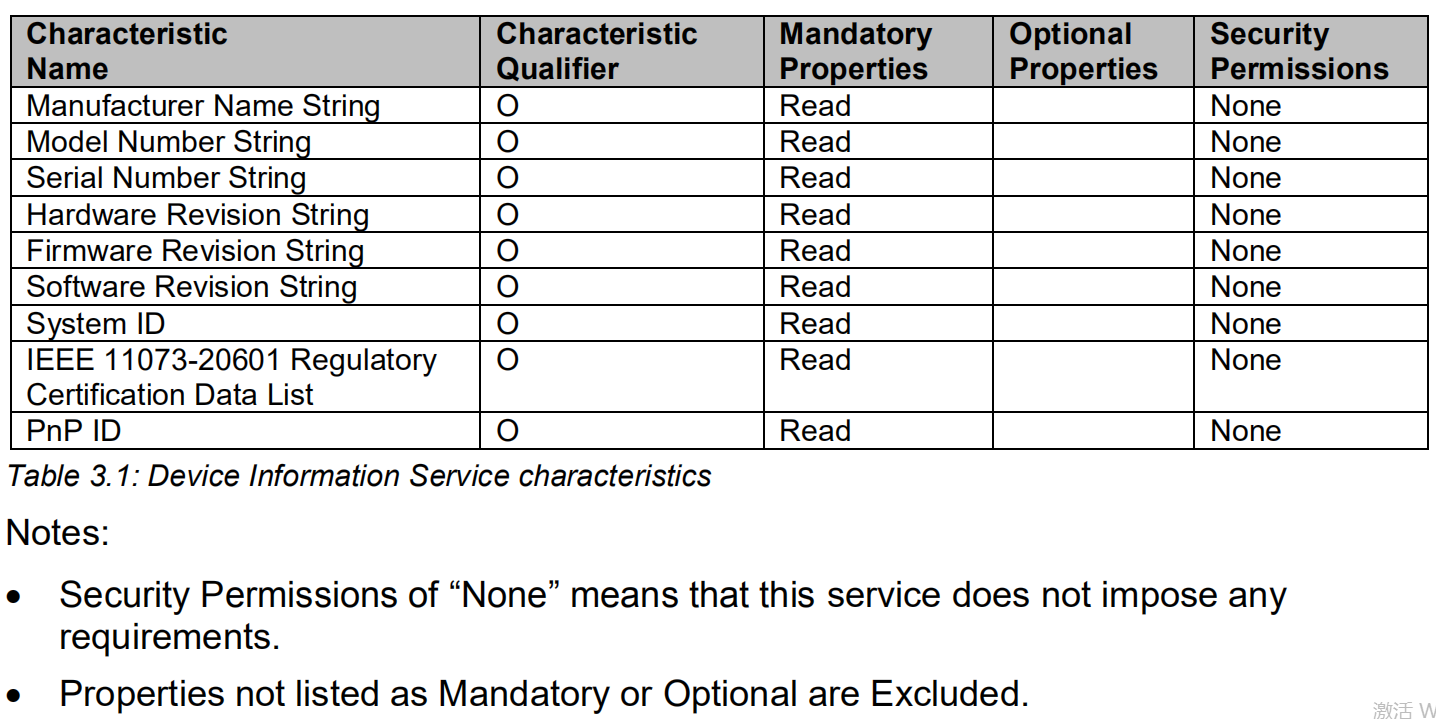 Characteristic Name Characteristic Qualifier Mandatory Properties Optional Properties Security Permissions
Manufacturer Name String O Read None
Model Number String O Read None
Serial Number String O Read None
Hardware Revision String O Read None
Firmware Revision String O Read None
Software Revision String O Read None
System ID O Read None
IEEE 11073-20601 Regulatory O Read None
Certification Data List
PnP ID O Read None
Table 3.1: Device Information Service characteristics
Notes:
• Security Permissions of “None” means that this service does not impose any
requirements.
• Properties not listed as Mandatory or Optional are Excluded.
激活 W